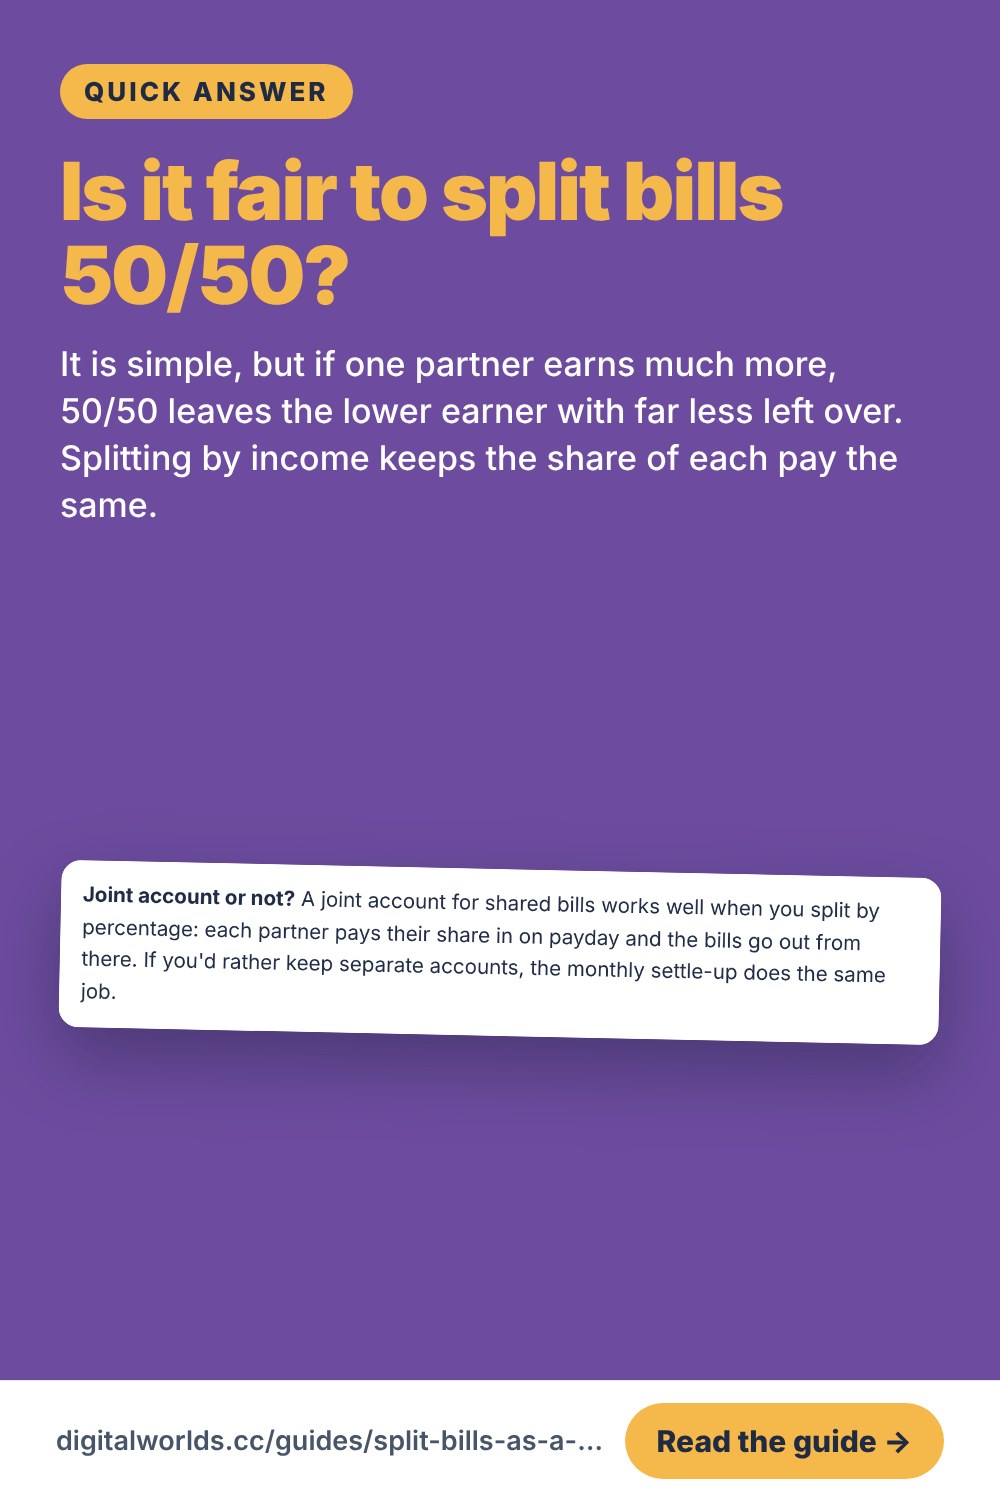 QUICK ANSWER
Is it fair to split bills
50/50?
It is simple, but if one partner earns much more,
50/50 leaves the lower earner with far less left over.
Splitting by income keeps the share of each pay the
same.
Joint account or not? A joint account for shared bills works well when you split by
percentage: each partner pays their share in on payday and the bills go out from
there. If you'd rather keep separate accounts, the monthly settle-up does the same
job.
digitalworlds.cc/guides/split-bills-as-a-...
Read the guide →